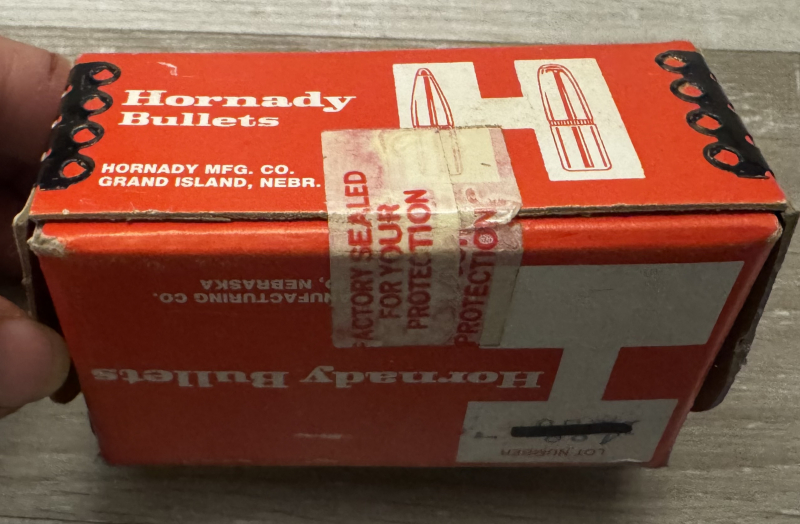 Hornady
Bullets
HORNADY MFG. CO.
GRAND ISLAND, NEBR.
FACTORY SEALED
FOR YOUR
PROTECTION
PROTECTION
NUFACTURING CO.
NEBRASKA
Hornady Bullets
H
LOT NUMBER